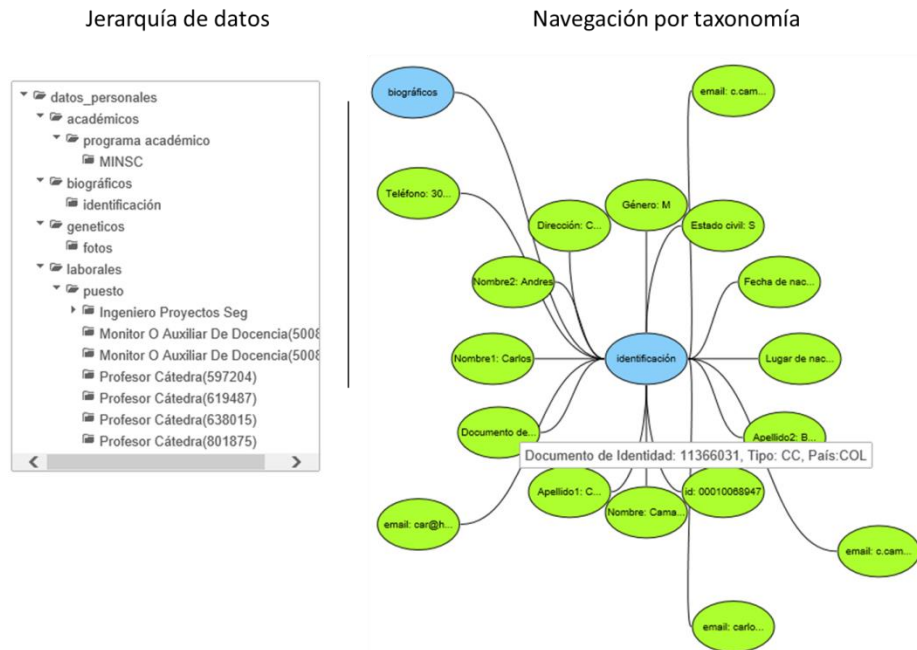 Jerarquía de datos
Navegación por taxonomía
datos_personales
académicos
programa académico
MINSC
biográficos
identificación
geneticos
fotos
laborales
puesto
Ingeniero Proyectos Seg
Monitor O Auxiliar De Docencia(5008
Monitor O Auxiliar De Docencia(5008
Profesor Cátedra(597204)
Profesor Cátedra(619487)
Profesor Cátedra(638015)
Profesor Cátedra(801875)
biográficos
email: c.cam...
Teléfono: 30...
Género: M
Dirección: C...
Estado civil: S
Nombre2: Andres
Fecha de nac...
Nombre1: Carlos
identificación
Lugar de nac...
Documento de...
Apellido2: B...
Documento de Identidad: 11366031, Tipo: CC, País:COL
Apellido1: C...
id: 00010068947
Nombre: Cama...
email: car@h...
email: c.cam...
email: carlo...